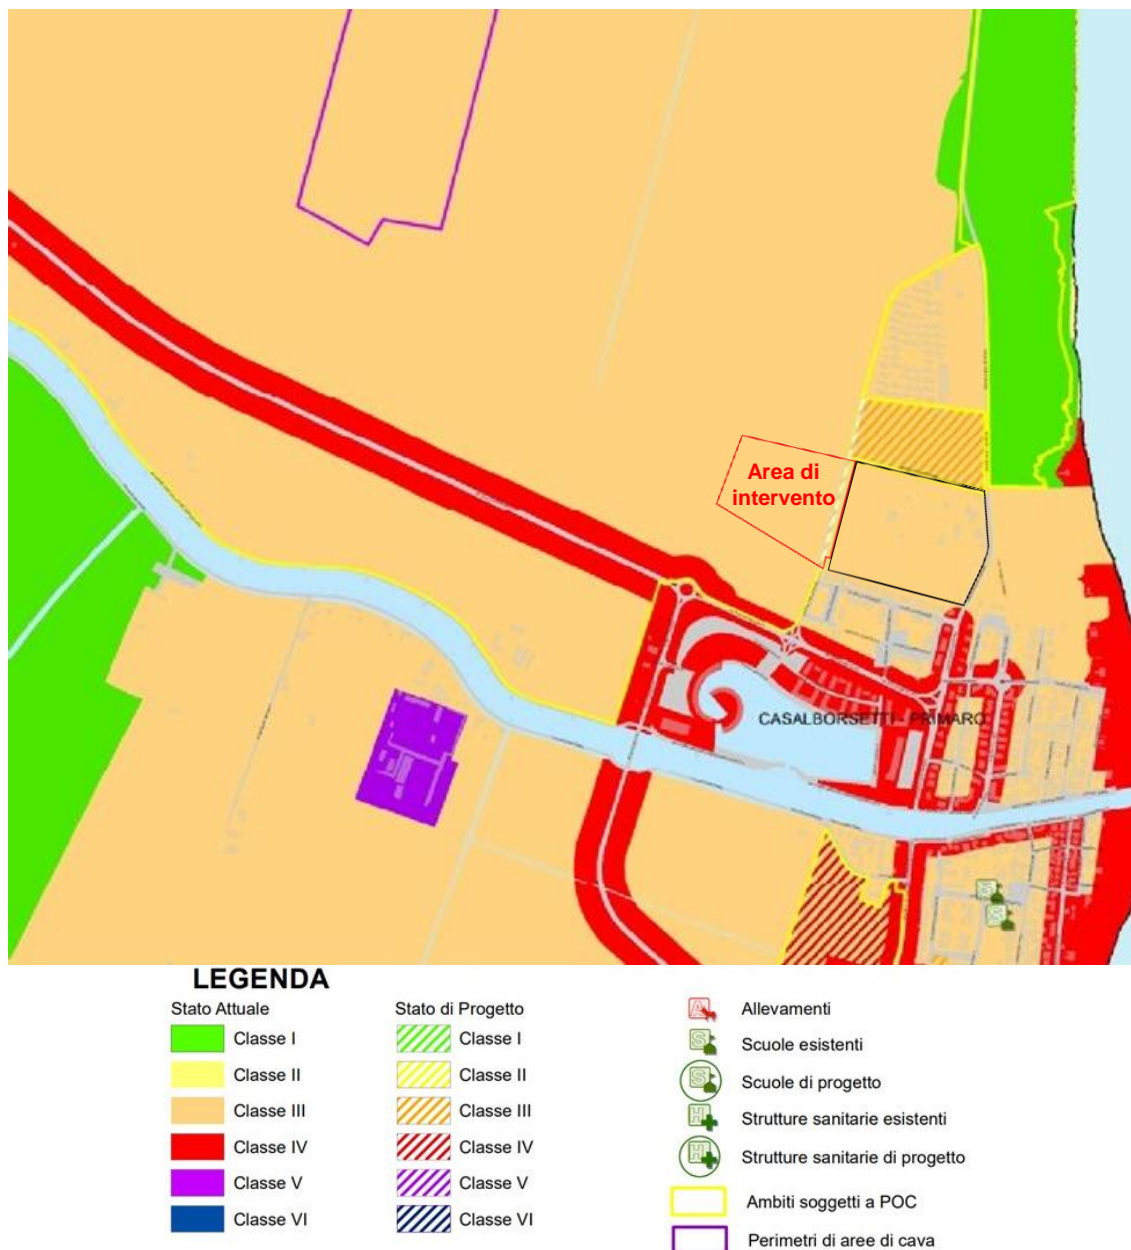 Area di
intervento
CASALBORSETTI - PRIMARO
LEGENDA
Stato Attuale
Classe I
Classe II
Classe III
Classe IV
Classe V
Classe VI
Stato di Progetto
Classe I
Classe II
Classe III
Classe IV
Classe V
Classe VI
A Allevamenti
S Scuole esistenti
S Scuole di progetto
H Strutture sanitarie esistenti
H Strutture sanitarie di progetto
Ambiti soggetti a POC
Perimetri di aree di cava
S
S